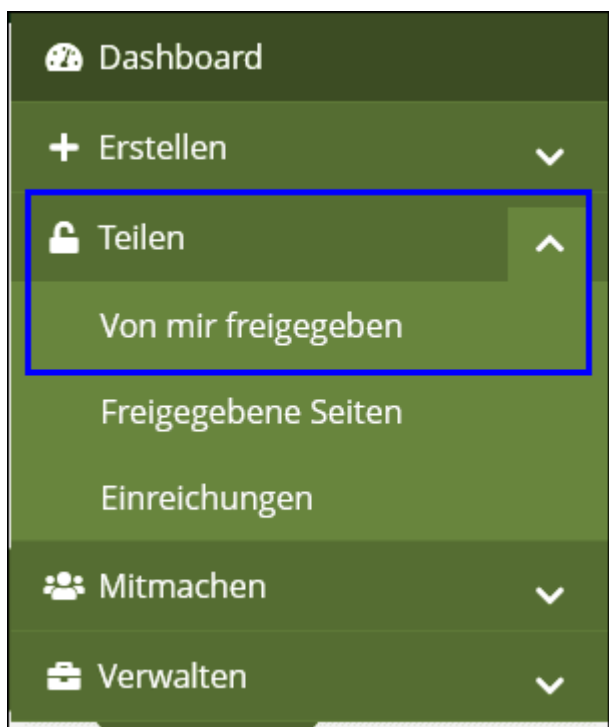 Dashboard
Erstellen
Teilen
Von mir freigegeben
Freigegebene Seiten
Einreichungen
Mitmachen
Verwalten